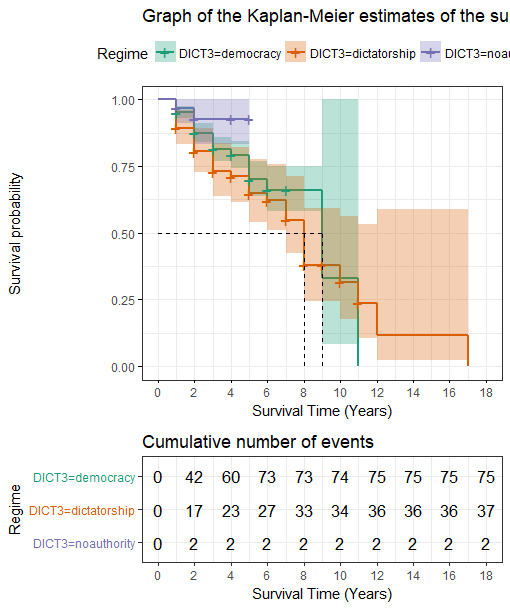 Graph of the Kaplan-Meier estimates of the su
Regime DICT3=democracy DICT3=dictatorship DICT3=noau
Survival probability
1.00
0.75
0.50
0.25
0.00
0 2 4 6 8 10 12 14 16 18
Survival Time (Years)
Cumulative number of events
Regime
DICT3=democracy 0 42 60 73 73 74 75 75 75 75
DICT3=dictatorship 0 17 23 27 33 34 36 36 36 37
DICT3=noauthority 0 2 2 2 2 2 2 2 2 2
0 2 4 6 8 10 12 14 16 18
Survival Time (Years)